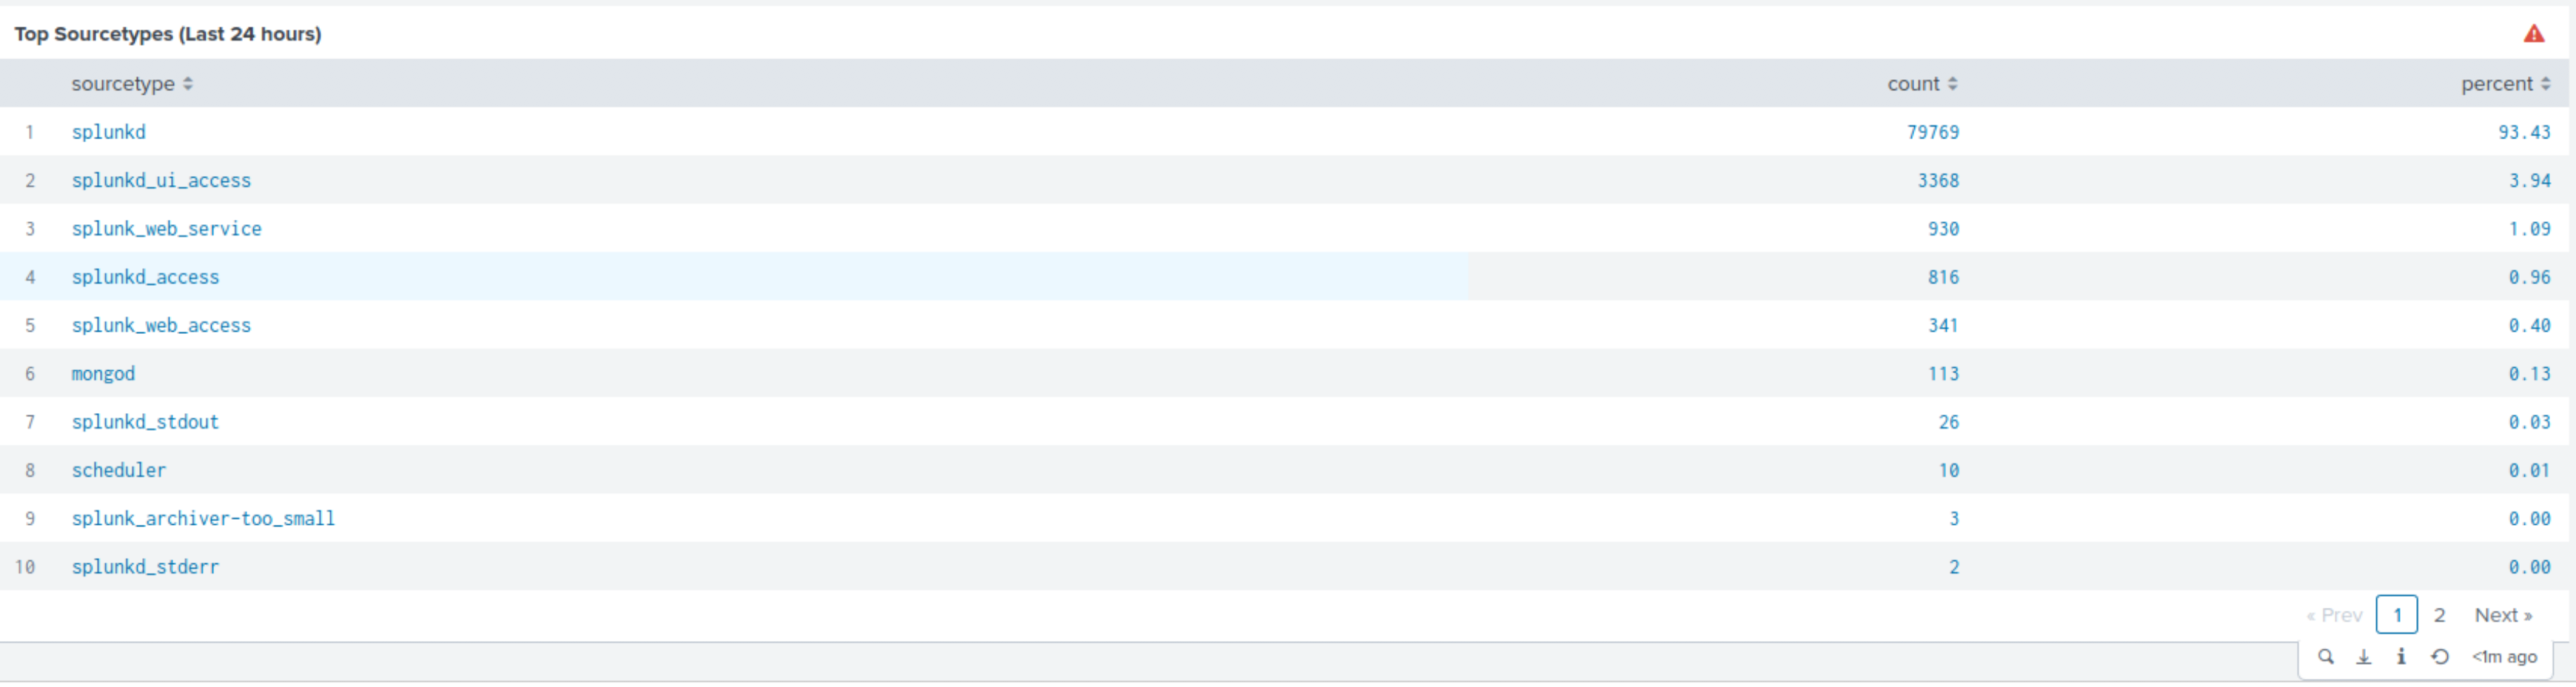 Top Sourcetypes (Last 24 hours)
sourcetype count percent
1 splunkd 79769 93.43
2 splunkd_ui_access 3368 3.94
3 splunk_web_service 930 1.09
4 splunkd_access 816 0.96
5 splunk_web_access 341 0.40
6 mongod 113 0.13
7 splunkd_stdout 26 0.03
8 scheduler 10 0.01
9 splunk_archiver-too_small 3 0.00
10 splunkd_stderr 2 0.00
« Prev 1 2 Next »
<1m ago